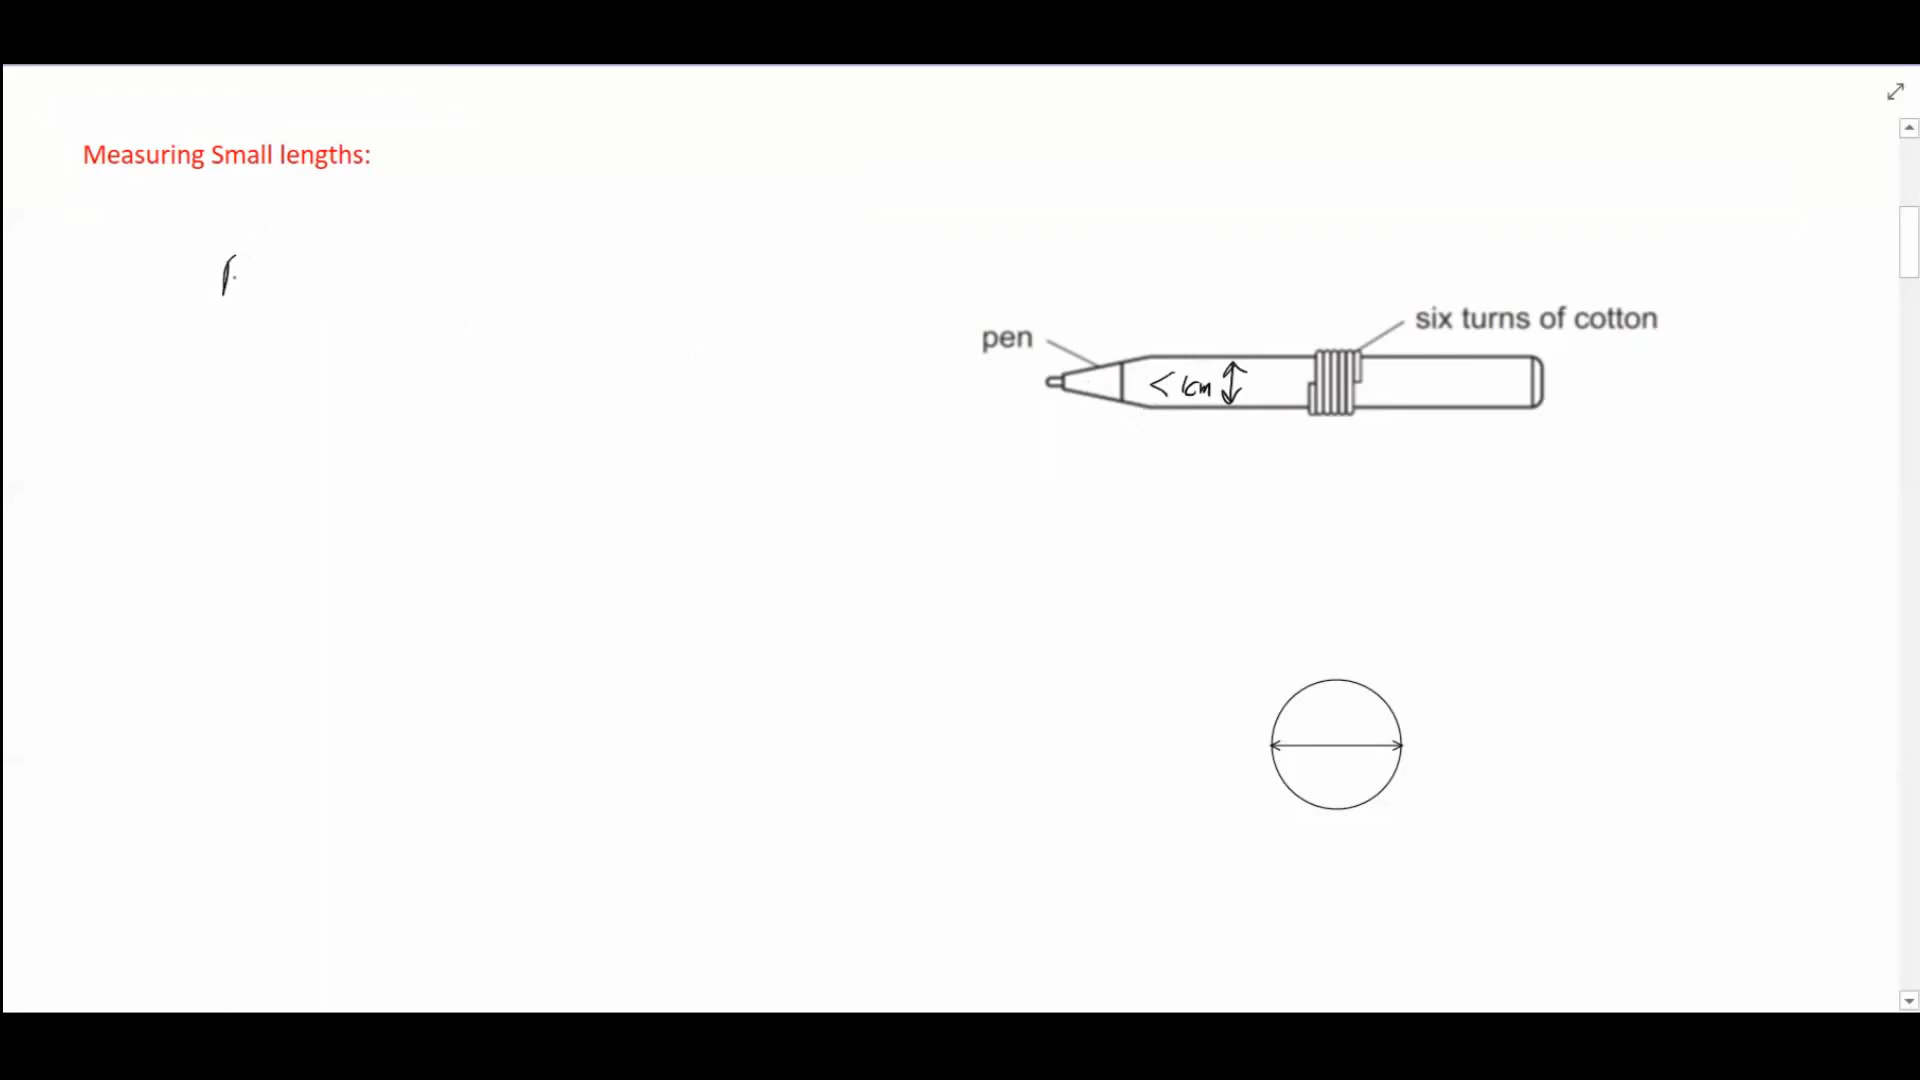 Measuring Small lengths:
six turns of cotton
pen
< 1cm